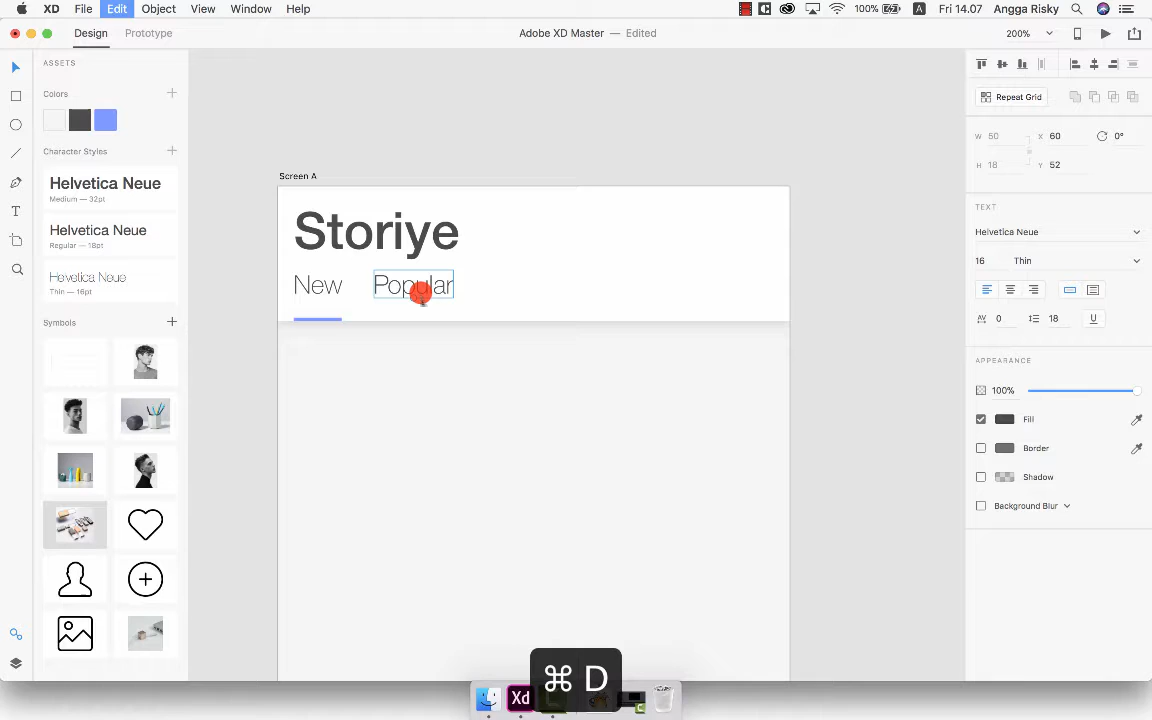 XD File Edit Object View Window Help 100% A Fri 14.07 Angga Risky
Design Prototype Adobe XD Master — Edited 200%
ASSETS
Colors
Character Styles
Helvetica Neue
Medium — 32pt
Helvetica Neue
Regular — 18pt
Helvetica Neue
Thin — 16pt
Symbols
Screen A
Storiye
New Popular
Repeat Grid
W 50 X 60 0°
H 18 Y 52
TEXT
Helvetica Neue
16 Thin
AV 0 18 U
APPEARANCE
100%
Fill
Border
Shadow
Background Blur
⌘ D
Xd